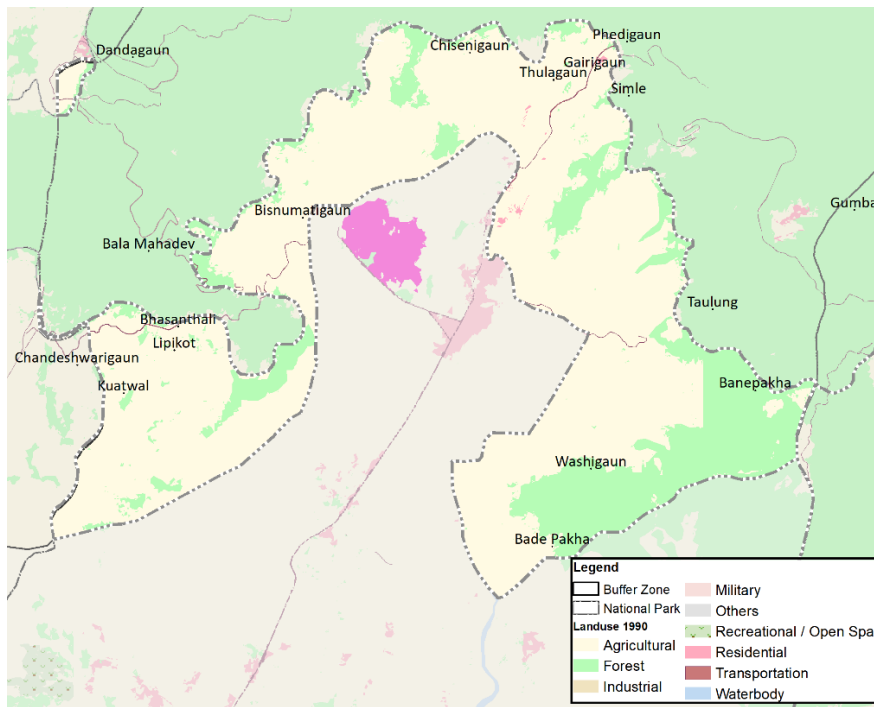 Dandagaun
Chisenigaun
Phedigaun
Gairigaun
Thulagaun
Simle
Gumba
Bisnumatigaun
Bala Mahadev
Taulung
Bhasanthali
Lipikot
Chandeshwarigaun
Kuatwal
Banepakha
Washigaun
Bade Pakha
Legend
Buffer Zone
National Park
Landuse 1990
Agricultural
Forest
Industrial
Military
Others
Recreational / Open Spa
Residential
Transportation
Waterbody